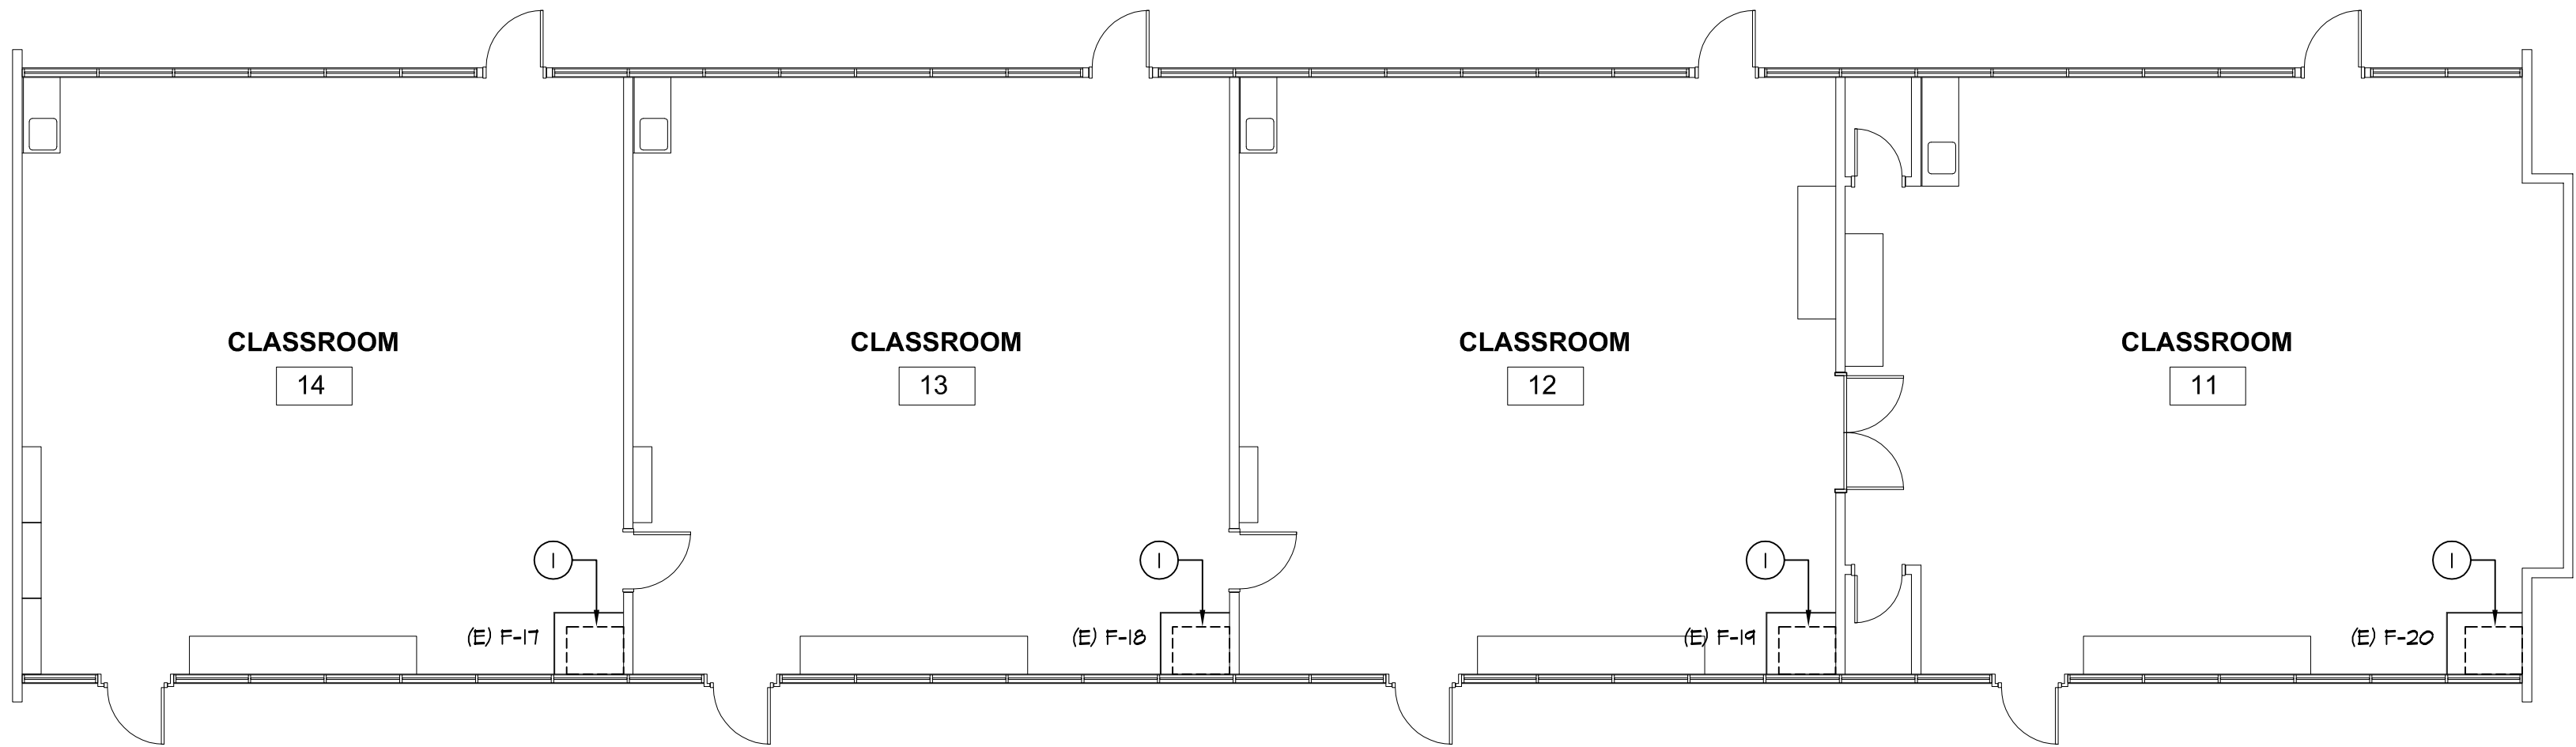 CLASSROOM
14
CLASSROOM
13
CLASSROOM
12
CLASSROOM
11
1
(E) F-17
1
(E) F-18
1
(E) F-19
1
(E) F-20